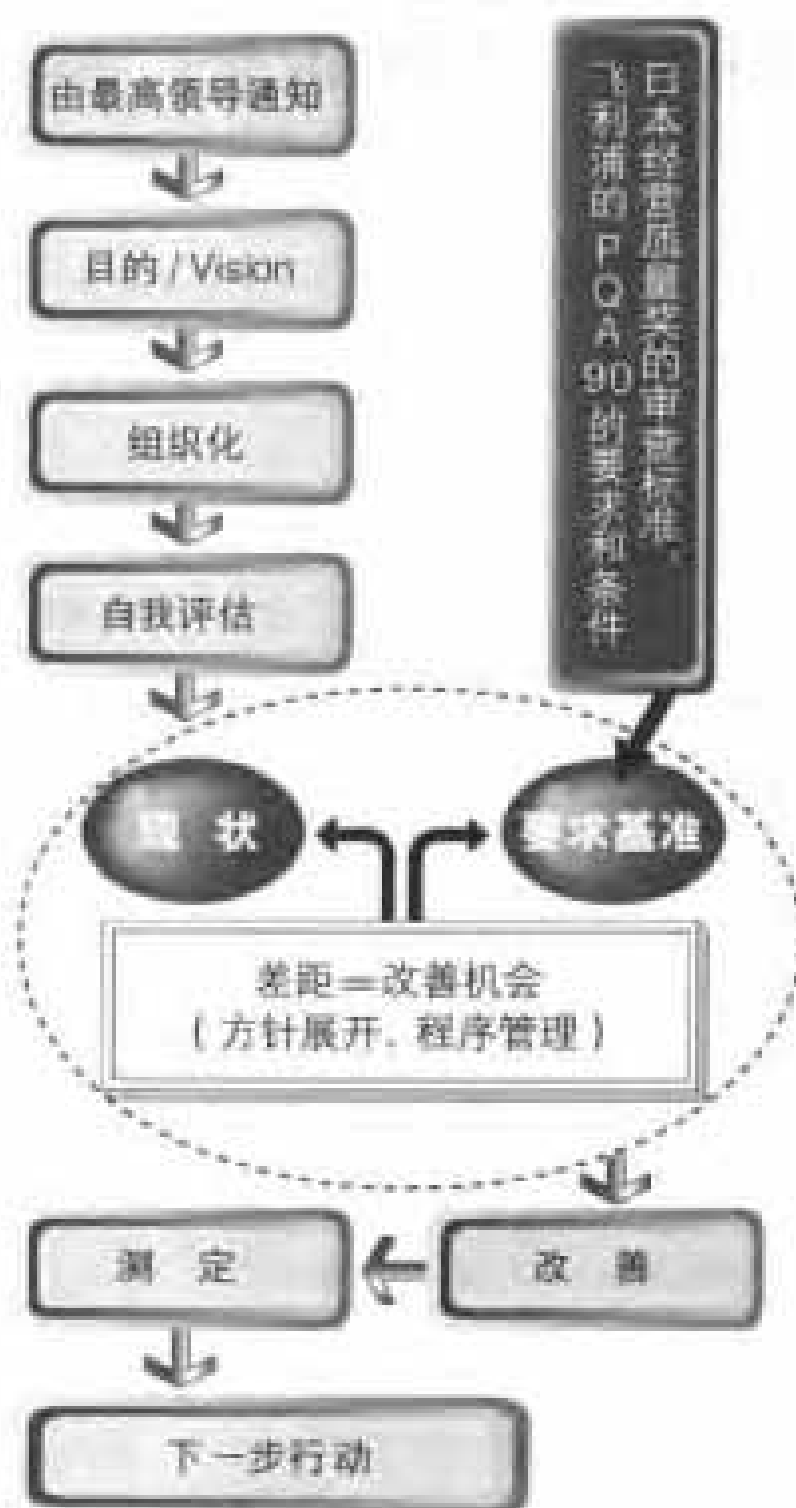 由最高领导通知
目的/Vision
组织化
自我评估
日本经营质量奖的审查标准、
飞利浦的PQA90的要求和条件
现 状
要求基准
差距=改善机会
(方针展开、程序管理)
改 善
测 定
下一步行动